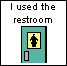 I used the
restroom